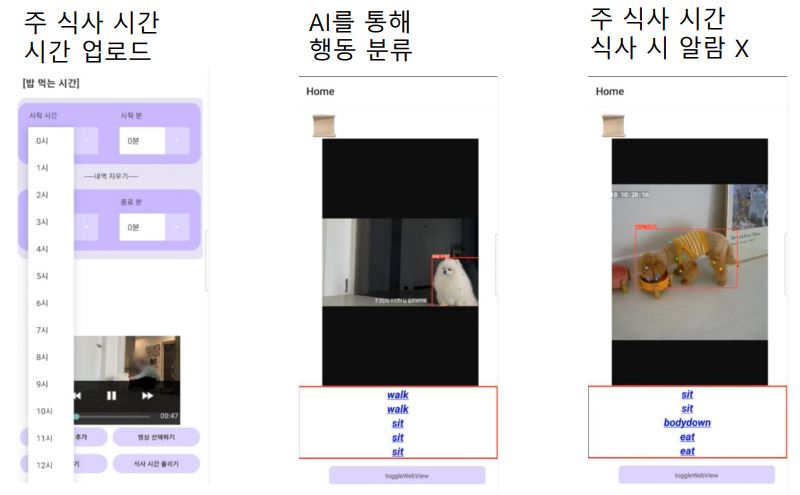 주 식사 시간
시간 업로드
[밥 먹는 시간]
시작 시간
시작 분
0시
0분
1시
---내역 지우기---
2시
종료 분
3시
0분
4시
5시
6시
7시
8시
9시
10시
00:47
11시
추가
영상 선택하기
12시
기
식사 시간 올리기
AI를 통해
행동 분류
Home
walk
walk
sit
sit
sit
toggleWebView
주 식사 시간
식사 시 알람 X
Home
10:28:16
sit
sit
bodydown
eat
eat
toggleWebView